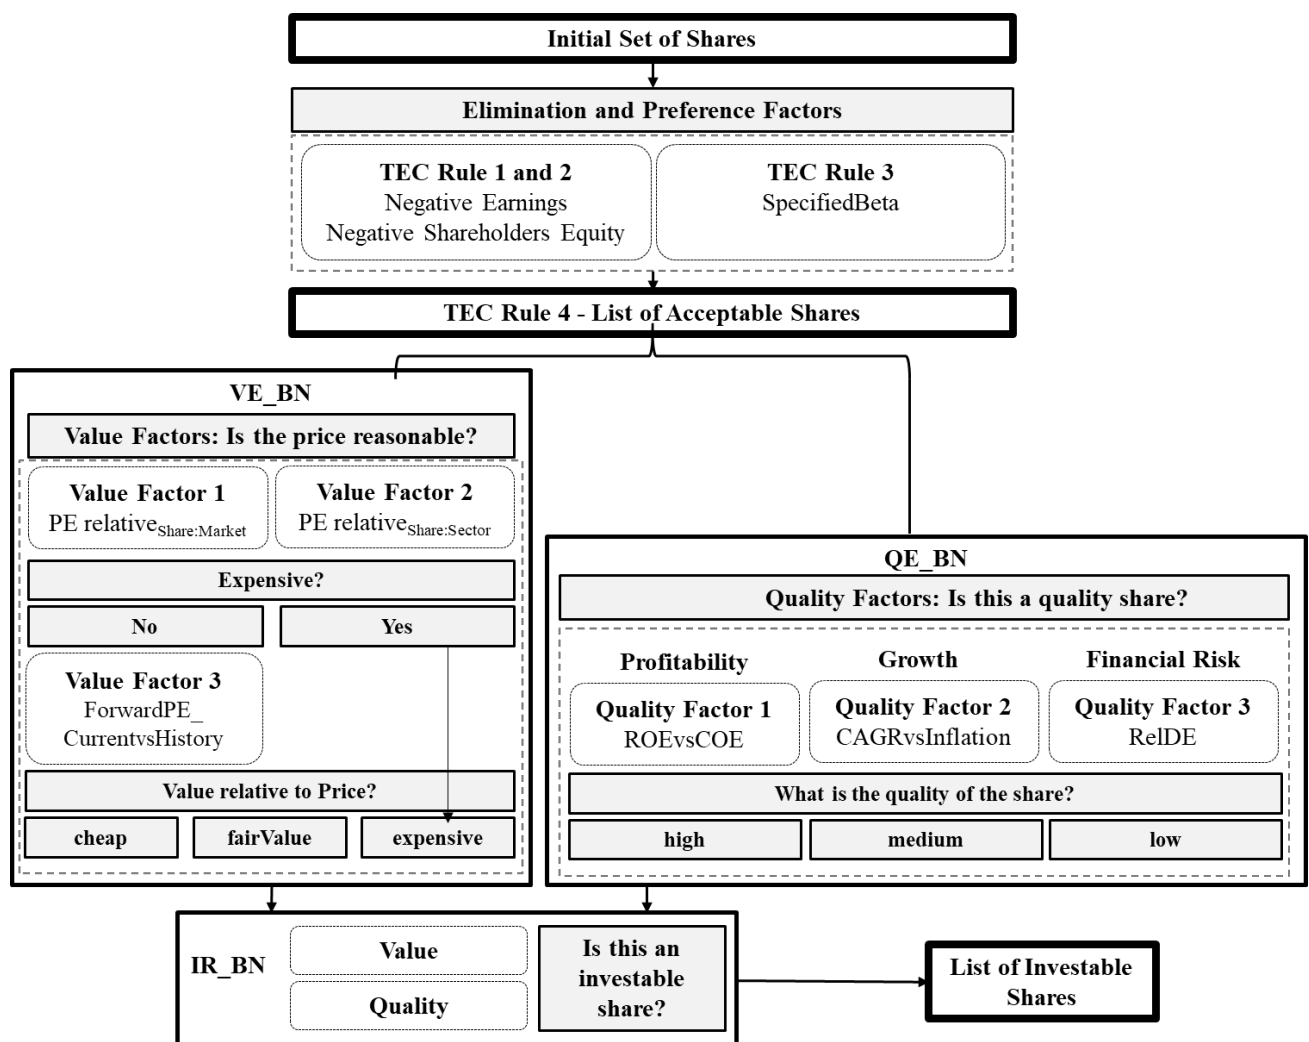 Initial Set of Shares
Elimination and Preference Factors
TEC Rule 1 and 2
Negative Earnings
Negative Shareholders Equity
TEC Rule 3
SpecifiedBeta
TEC Rule 4 - List of Acceptable Shares
VE_BN
Value Factors: Is the price reasonable?
Value Factor 1
PE relativeShare:Market
Value Factor 2
PE relativeShare:Sector
Expensive?
No
Yes
Value Factor 3
ForwardPE_
CurrentvsHistory
Value relative to Price?
cheap
fairValue
expensive
QE_BN
Quality Factors: Is this a quality share?
Profitability
Growth
Financial Risk
Quality Factor 1
ROEvsCOE
Quality Factor 2
CAGRvsInflation
Quality Factor 3
RelDE
What is the quality of the share?
high
medium
low
IR_BN
Value
Quality
Is this an
investable
share?
List of Investable
Shares